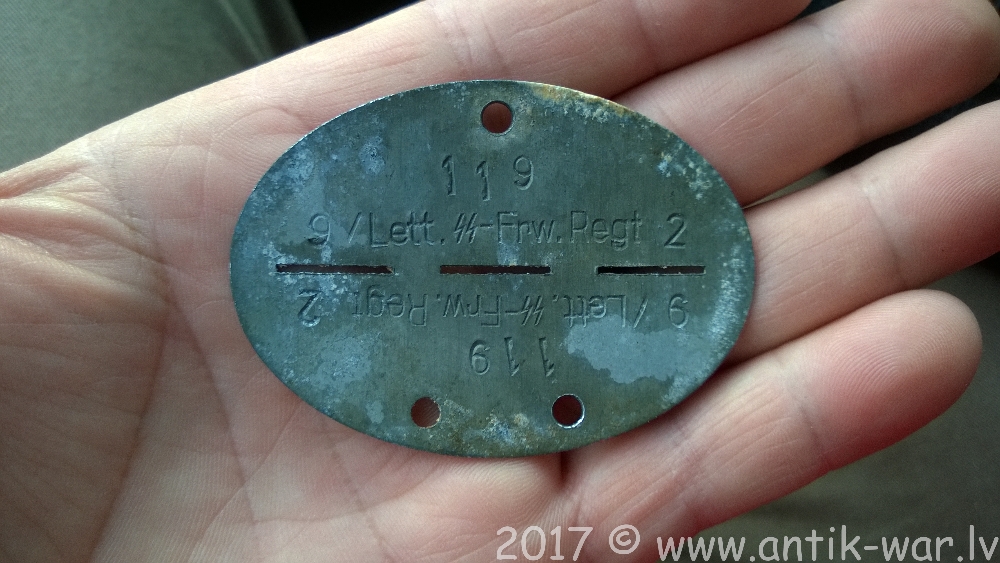 119
9/Lett. ᛋᛋ-Frw. Regt 2
9/Lett. ᛋᛋ-Frw. Regt 2
119
2017 © www.antik-war.lv